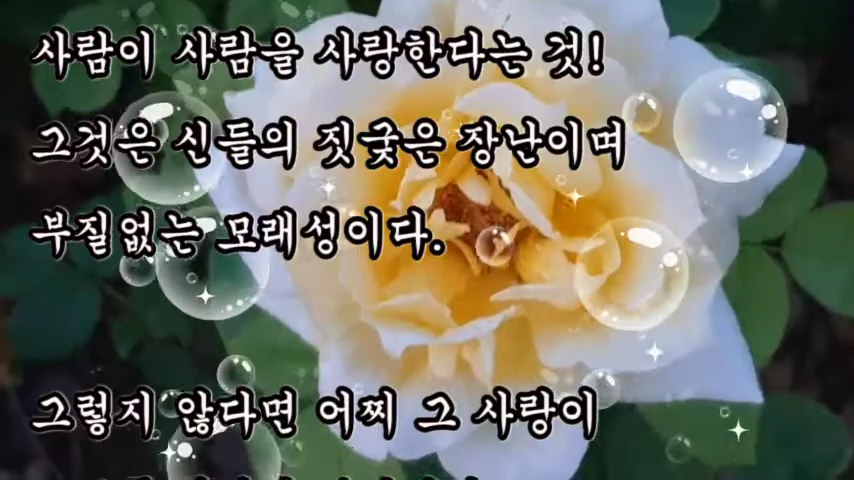 사람이 사람을 사랑한다는 것!
그것은 신들의 짓궂은 장난이며
부질없는 모래성이다.
그렇지 않다면 어찌 그 사랑이